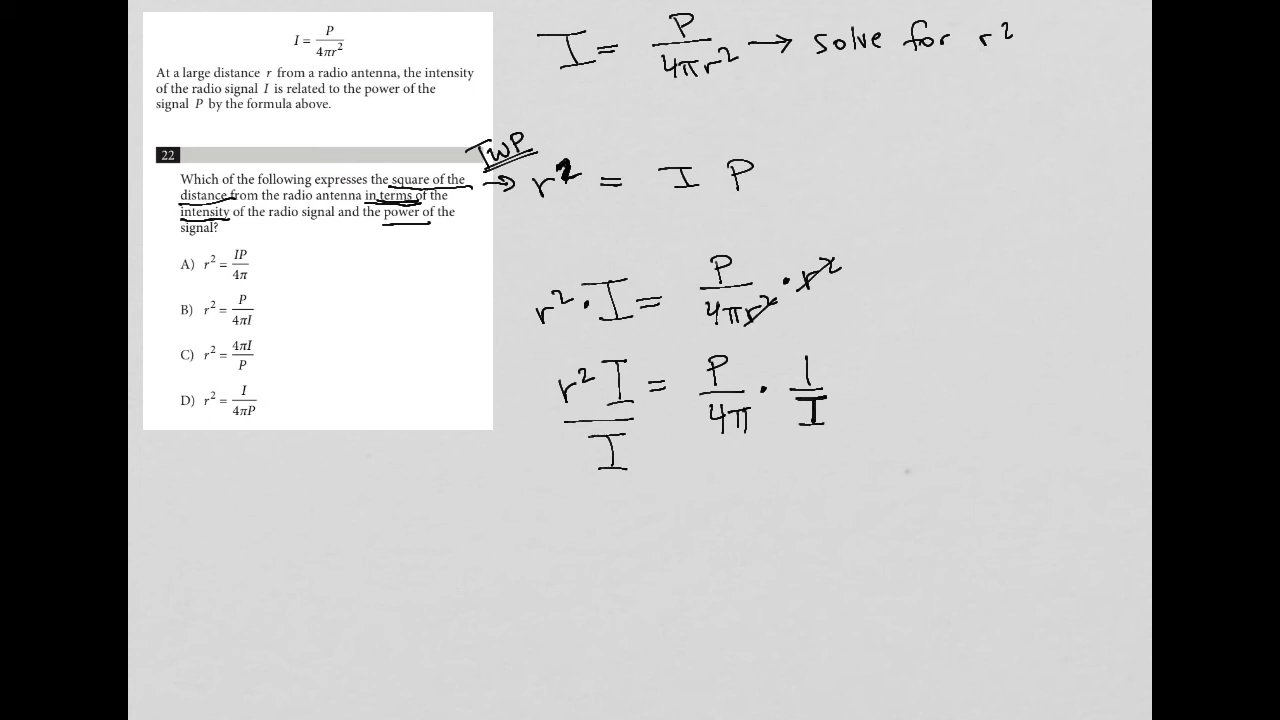 I = P / 4πr²
At a large distance r from a radio antenna, the intensity
of the radio signal I is related to the power of the
signal P by the formula above.
22
Which of the following expresses the square of the
distance from the radio antenna in terms of the
intensity of the radio signal and the power of the
signal?
A) r² = IP / 4π
B) r² = P / 4πI
C) r² = 4πI / P
D) r² = I / 4πP
I = P / 4πr² → solve for r²
IWP
→ r² = I P
r² · I = P / 4πr² · r²
r² I / I = P / 4π · 1 / I